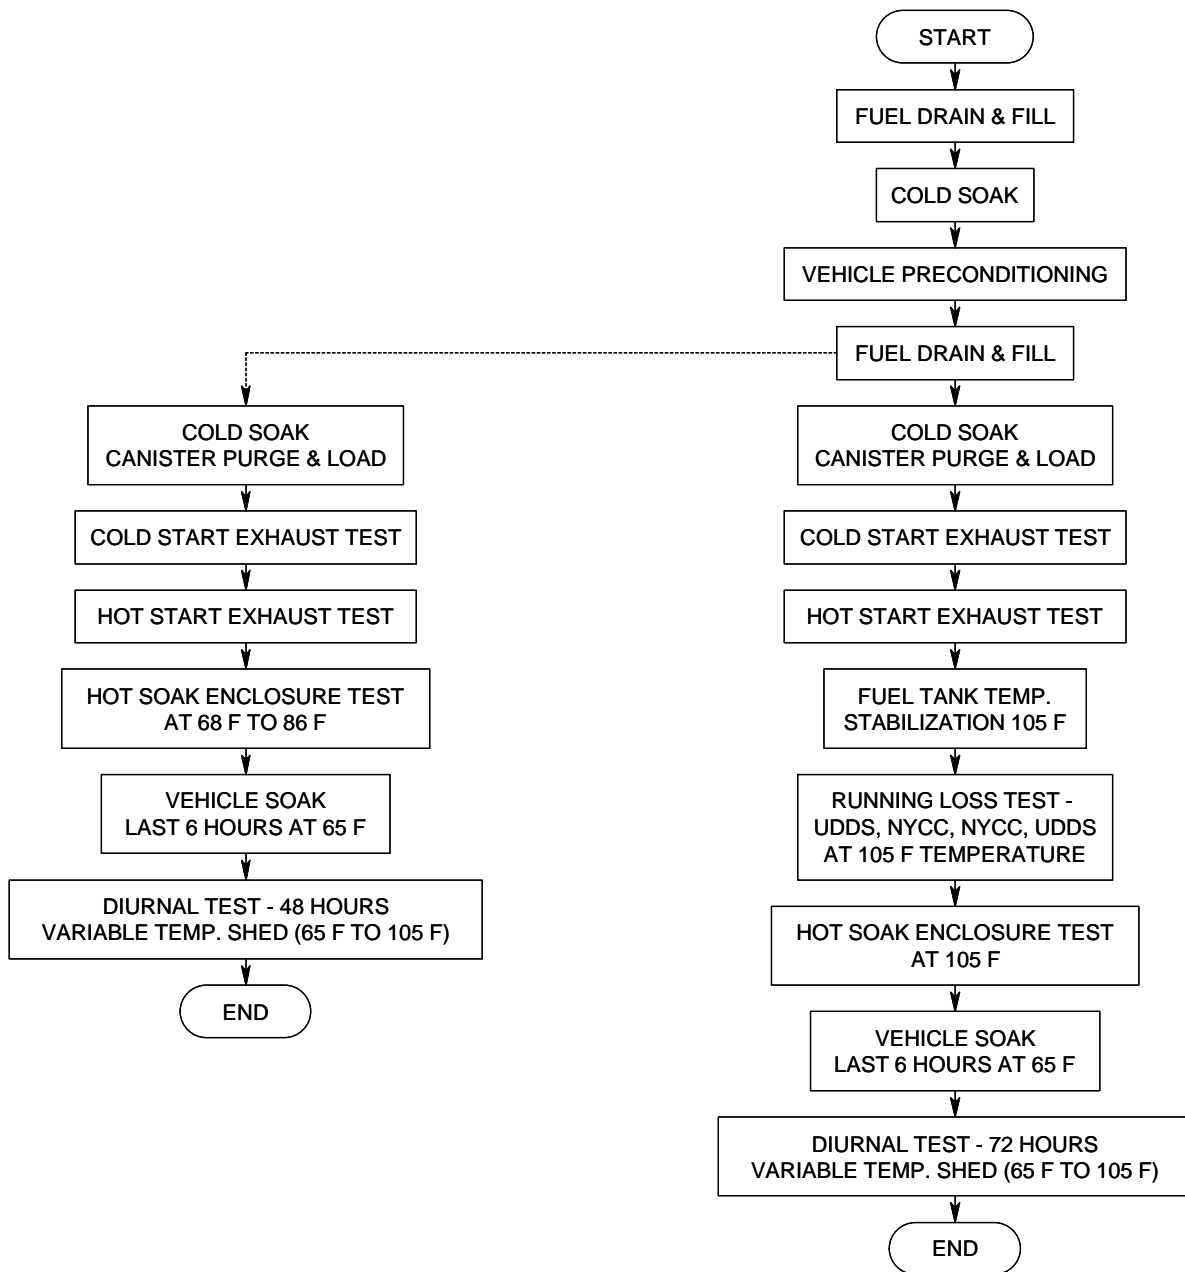 START
FUEL DRAIN & FILL
COLD SOAK
VEHICLE PRECONDITIONING
FUEL DRAIN & FILL
COLD SOAK
CANISTER PURGE & LOAD
COLD START EXHAUST TEST
HOT START EXHAUST TEST
HOT SOAK ENCLOSURE TEST
AT 68 F TO 86 F
VEHICLE SOAK
LAST 6 HOURS AT 65 F
DIURNAL TEST - 48 HOURS
VARIABLE TEMP. SHED (65 F TO 105 F)
END
COLD SOAK
CANISTER PURGE & LOAD
COLD START EXHAUST TEST
HOT START EXHAUST TEST
FUEL TANK TEMP.
STABILIZATION 105 F
RUNNING LOSS TEST -
UDDS, NYCC, NYCC, UDDS
AT 105 F TEMPERATURE
HOT SOAK ENCLOSURE TEST
AT 105 F
VEHICLE SOAK
LAST 6 HOURS AT 65 F
DIURNAL TEST - 72 HOURS
VARIABLE TEMP. SHED (65 F TO 105 F)
END